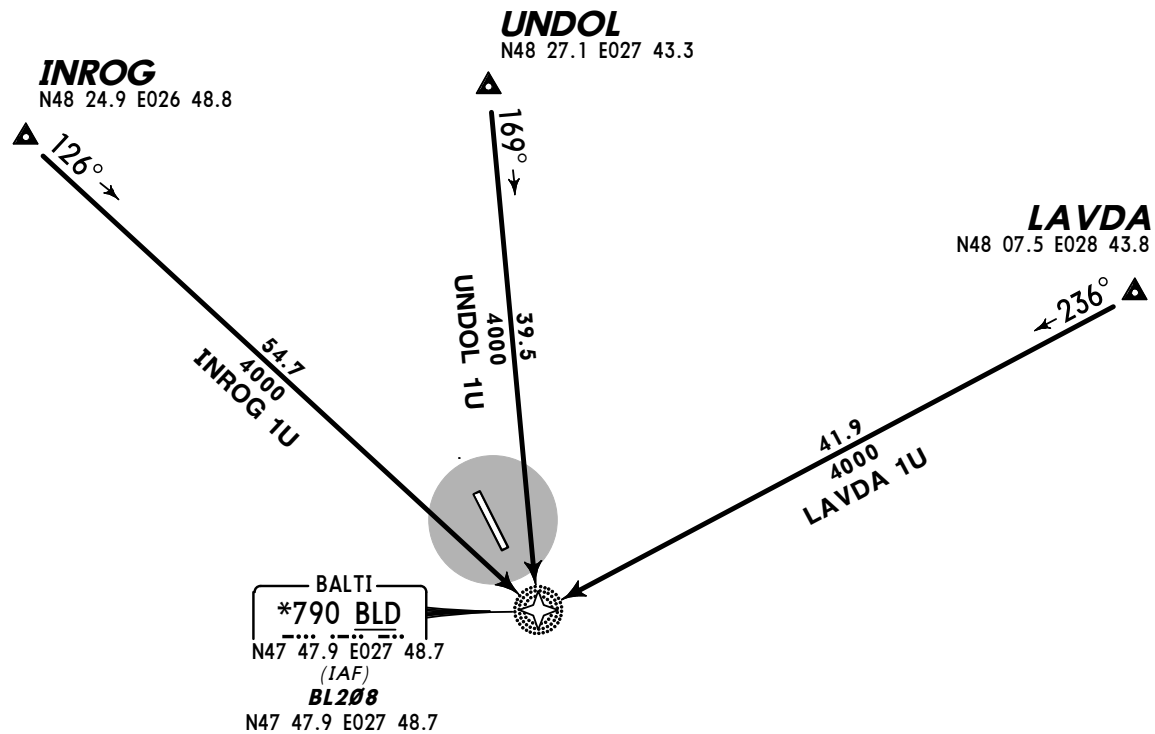 UNDOL
N48 27.1 E027 43.3
INROG
N48 24.9 E026 48.8
126°
169°
LAVDA
N48 07.5 E028 43.8
236°
54.7
4000
INROG 1U
39.5
4000
UNDOL 1U
41.9
4000
LAVDA 1U
BALTI
*790 BLD
N47 47.9 E027 48.7
(IAF)
BL2Ø8
N47 47.9 E027 48.7